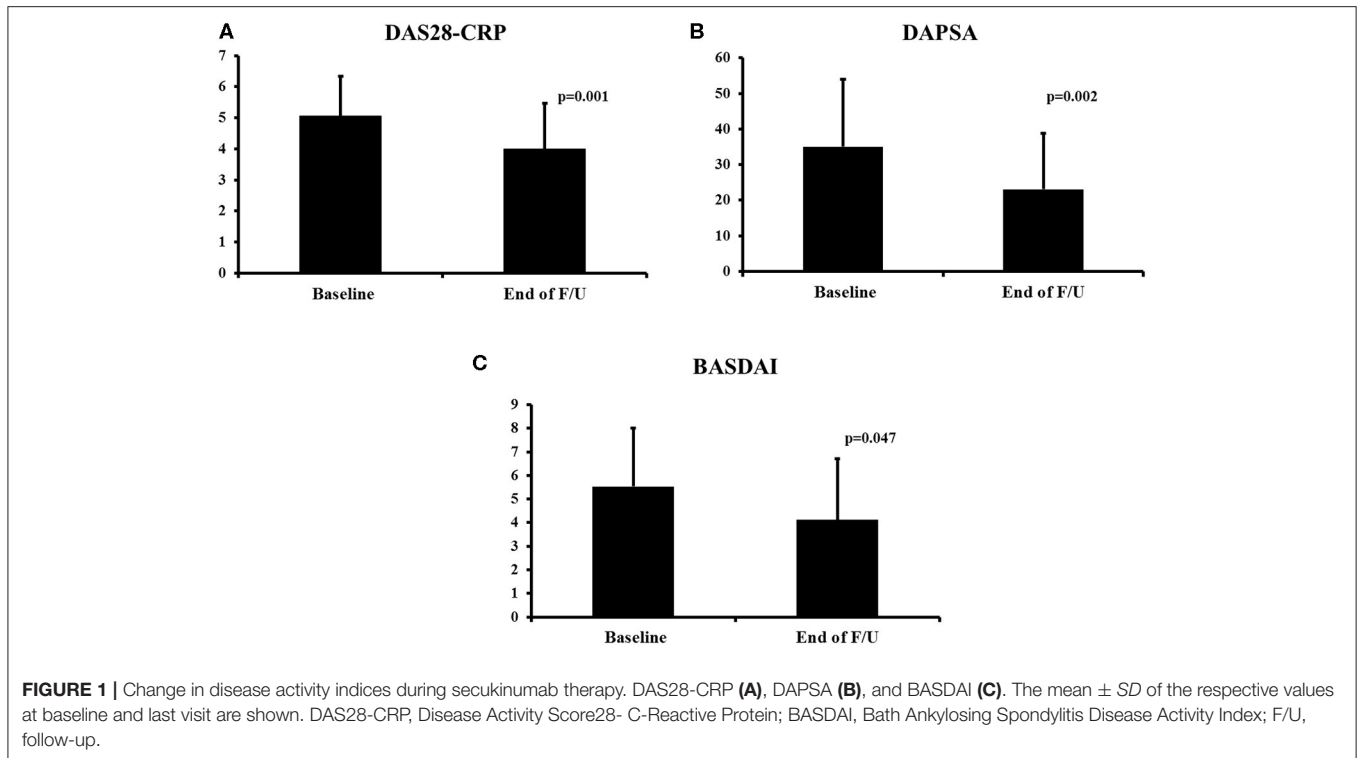 A
DAS28-CRP
7
6
5
4
3
2
1
0
p=0.001
Baseline End of F/U
B
DAPSA
60
50
40
30
20
10
0
p=0.002
Baseline End of F/U
C
BASDAI
9
8
7
6
5
4
3
2
1
0
p=0.047
Baseline End of F/U
FIGURE 1 | Change in disease activity indices during secukinumab therapy. DAS28-CRP (A), DAPSA (B), and BASDAI (C). The mean ± SD of the respective values
at baseline and last visit are shown. DAS28-CRP, Disease Activity Score28- C-Reactive Protein; BASDAI, Bath Ankylosing Spondylitis Disease Activity Index; F/U,
follow-up.